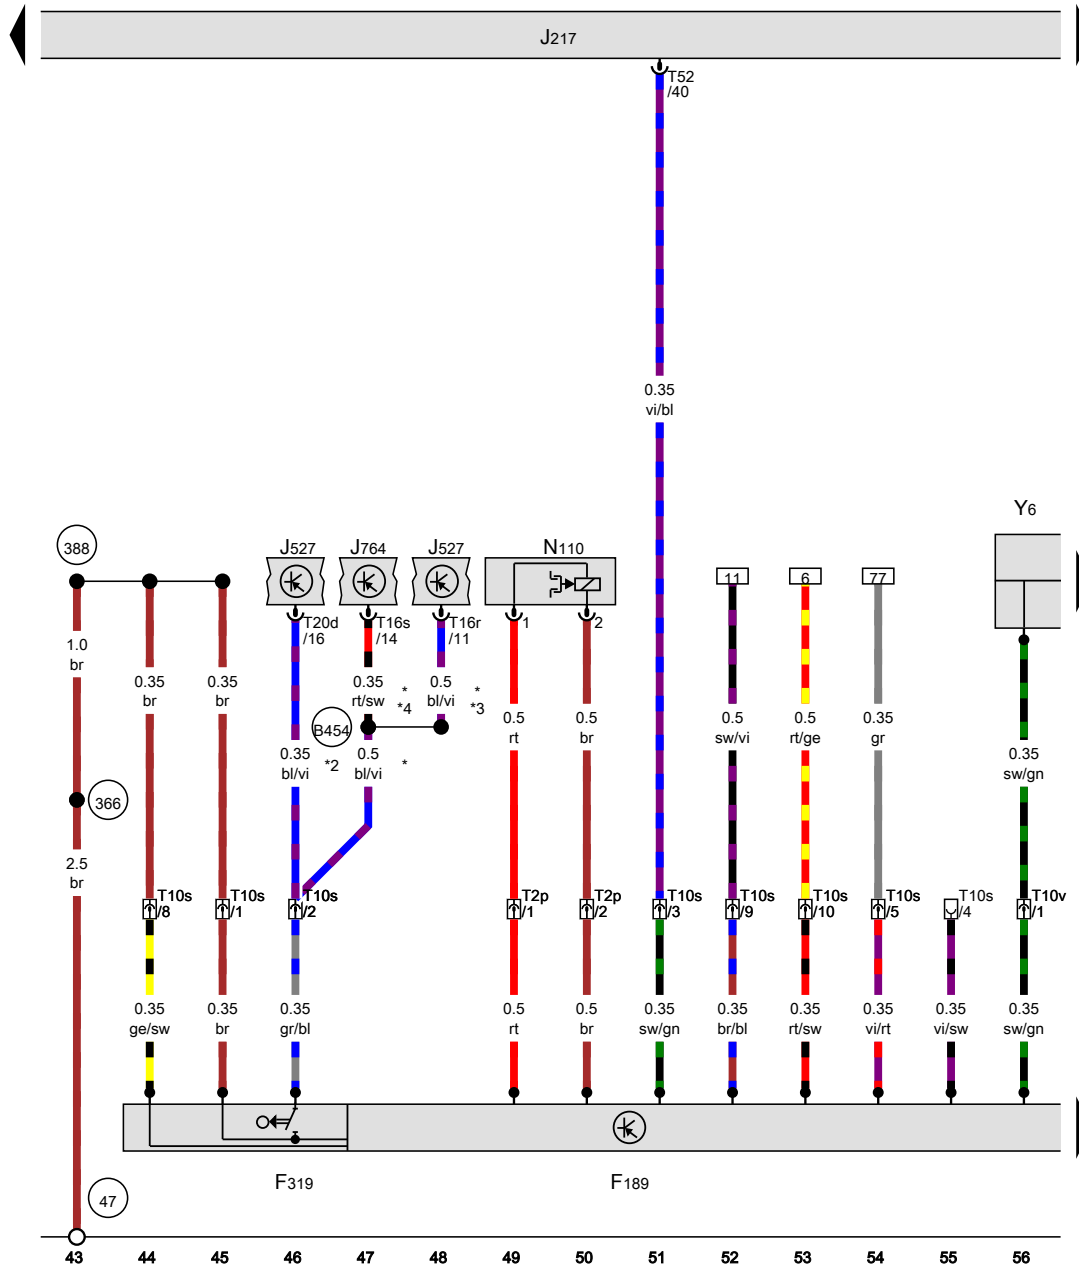 J217
T52
/40
0.35
vi/bl
Y6
388
J527
J764
J527
N110
11
6
77
T20d
/16
T16s
/14
T16r
/11
1
2
1.0
br
0.35
br
0.35
br
0.35
rt/sw
*
*4
0.5
bl/vi
*
*3
0.5
rt
0.5
br
0.5
sw/vi
0.5
rt/ge
0.35
gr
B454
0.35
bl/vi
*2
0.5
bl/vi
*
0.35
sw/gn
366
2.5
br
T10s
/8
T10s
/1
T10s
/2
T2p
/1
T2p
/2
T10s
/3
T10s
/9
T10s
/10
T10s
/5
T10s
/4
T10v
/1
0.35
ge/sw
0.35
br
0.35
gr/bl
0.5
rt
0.5
br
0.35
sw/gn
0.35
br/bl
0.35
rt/sw
0.35
vi/rt
0.35
vi/sw
0.35
sw/gn
F319
F189
47
43 44 45 46 47 48 49 50 51 52 53 54 55 56